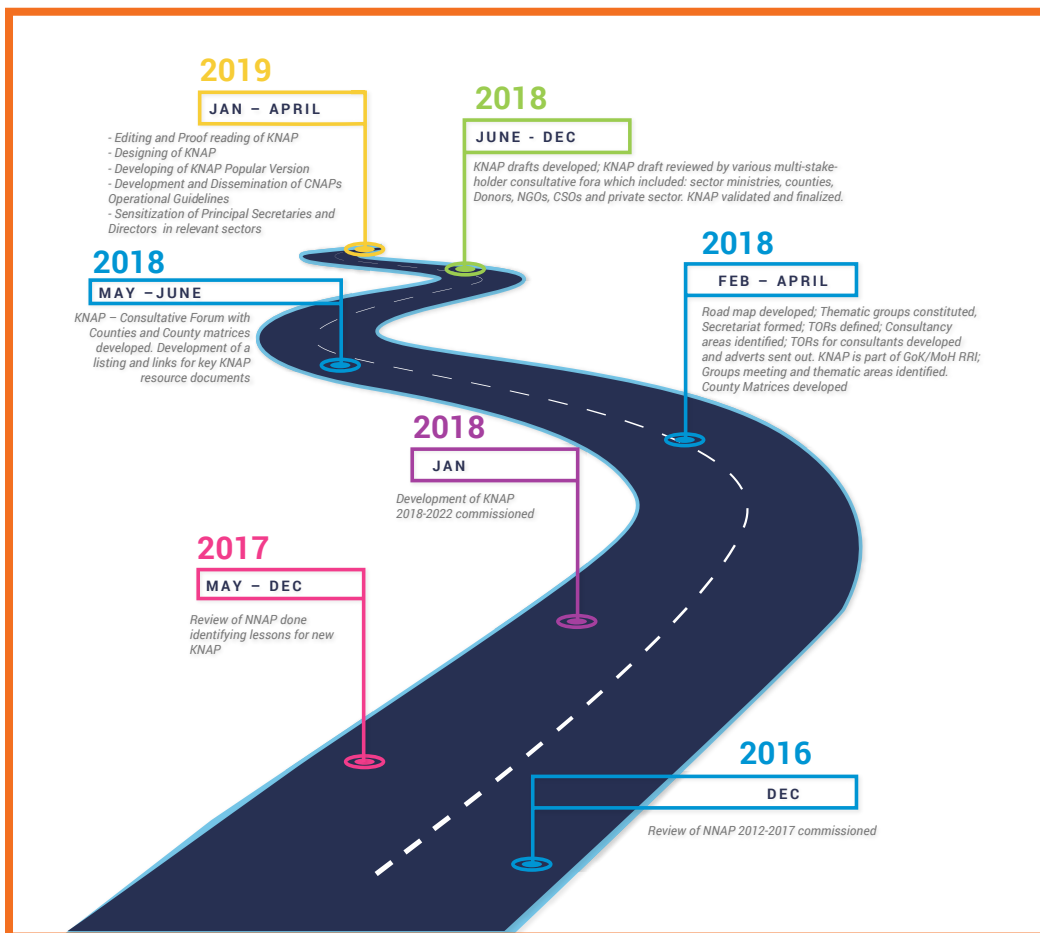 2019
JAN – APRIL
- Editing and Proof reading of KNAP
- Designing of KNAP
- Developing of KNAP Popular Version
- Development and Dissemination of CNAPs
Operational Guidelines
- Sensitization of Principal Secretaries and
Directors in relevant sectors
2018
JUNE - DEC
KNAP drafts developed; KNAP draft reviewed by various multi-stake-
holder consultative fora which included: sector ministries, counties,
Donors, NGOs, CSOs and private sector. KNAP validated and finalized.
2018
MAY –JUNE
KNAP – Consultative Forum with
Counties and County matrices
developed. Development of a
listing and links for key KNAP
resource documents
2018
FEB – APRIL
Road map developed; Thematic groups constituted,
Secretariat formed; TORs defined; Consultancy
areas identified; TORs for consultants developed
and adverts sent out. KNAP is part of GoK/MoH RRI;
Groups meeting and thematic areas identified.
County Matrices developed
2018
JAN
Development of KNAP
2018-2022 commissioned
2017
MAY – DEC
Review of NNAP done
identifying lessons for new
KNAP
2016
DEC
Review of NNAP 2012-2017 commissioned